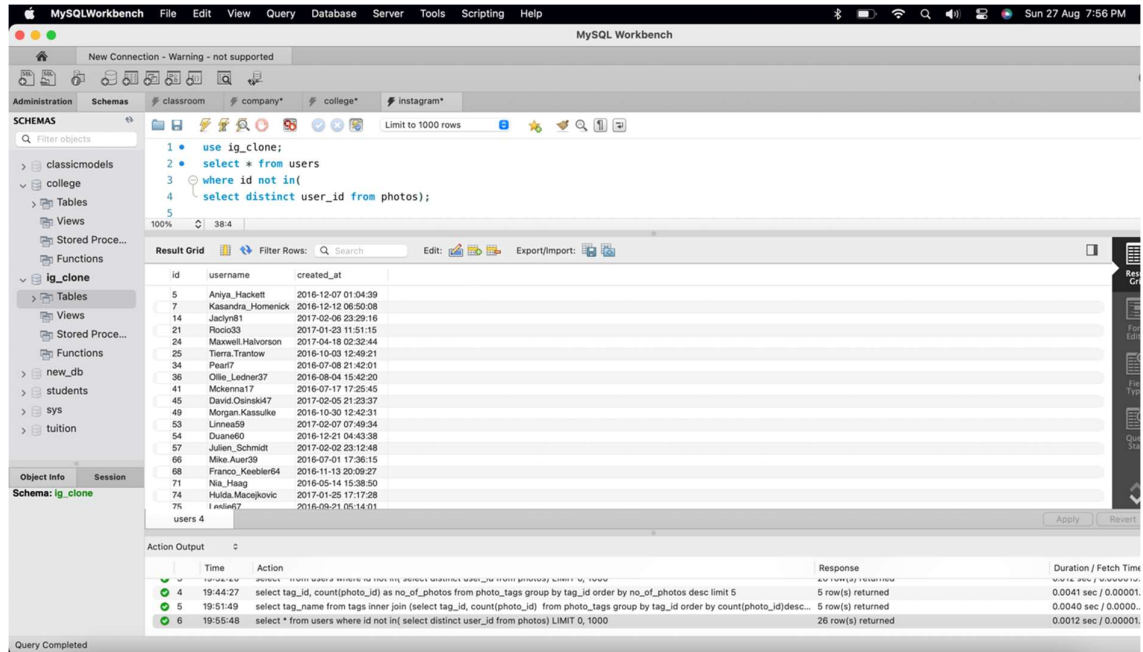 MySQLWorkbench File Edit View Query Database Server Tools Scripting Help Sun 27 Aug 7:56 PM
MySQL Workbench
New Connection - Warning - not supported
Administration Schemas classroom company* college* instagram*
SCHEMAS
Filter objects
classicmodels
college
Tables
Views
Stored Proce...
Functions
ig_clone
Tables
Views
Stored Proce...
Functions
new_db
students
sys
tuition
Object Info Session
Schema: ig_clone
Limit to 1000 rows
1 use ig_clone;
2 select * from users
3 where id not in(
4 select distinct user_id from photos);
5
100% 38:4
Result Grid Filter Rows: Search Edit: Export/Import:
id username created_at
5 Aniya_Hackett 2016-12-07 01:04:39
7 Kasandra_Homenick 2016-12-12 06:50:08
14 Jaclyn81 2017-02-06 23:29:16
21 Rocio33 2017-01-23 11:51:15
24 Maxwell.Halvorson 2017-04-18 02:32:44
25 Tierra.Trantow 2016-10-03 12:49:21
34 Pearl7 2016-07-08 21:42:01
36 Ollie_Ledner37 2016-08-04 15:42:20
41 Mckenna17 2016-07-17 17:25:45
45 David.Osinski47 2017-02-05 21:23:37
49 Morgan.Kassulke 2016-10-30 12:42:31
53 Linnea59 2017-02-07 07:49:34
54 Duane60 2016-12-21 04:43:38
57 Julien_Schmidt 2017-02-02 23:12:48
66 Mike.Auer39 2016-07-01 17:36:15
68 Franco_Keebler64 2016-11-13 20:09:27
71 Nia_Haag 2016-05-14 15:38:50
74 Hulda.Macejkovic 2017-01-25 17:17:28
75 Leslie67 2016-09-21 05:14:01
users 4 Apply Revert
Action Output
Time Action Response Duration / Fetch Time
4 19:44:27 select tag_id, count(photo_id) as no_of_photos from photo_tags group by tag_id order by no_of_photos desc limit 5 5 row(s) returned 0.0041 sec / 0.00001.
5 19:51:49 select tag_name from tags inner join (select tag_id, count(photo_id) from photo_tags group by tag_id order by count(photo_id)desc... 5 row(s) returned 0.0040 sec / 0.0000...
6 19:55:48 select * from users where id not in( select distinct user_id from photos) LIMIT 0, 1000 26 row(s) returned 0.0012 sec / 0.00001.
Query Completed